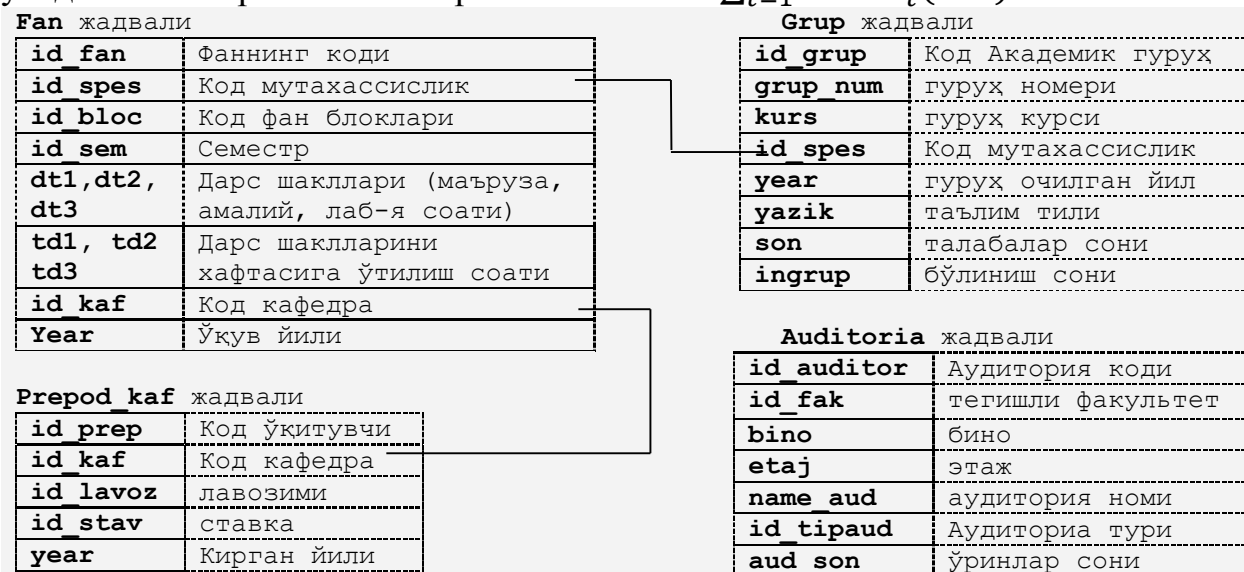 Fan жадвали
id_fan Фаннинг коди
id_spes Код мутахассислик
id_bloc Код фан блоклари
id_sem Семестр
dt1,dt2, Дарс шакллари (маъруза,
dt3 амалий, лаб-я соати)
td1, td2 Дарс шаклларини
td3 хафтасига ўтилиш соати
id_kaf Код кафедра
Year Ўқув йили
Prepod_kaf жадвали
id_prep Код ўқитувчи
id_kaf Код кафедра
id_lavoz лавозими
id_stav ставка
year Кирган йили
Grup жадвали
id_grup Код Академик гуруҳ
grup_num гуруҳ номери
kurs гуруҳ курси
id_spes Код мутахассислик
year гуруҳ очилган йил
yazik таълим тили
son талабалар сони
ingrup бўлиниш сони
Auditoria жадвали
id_auditor Аудитория коди
id_fak тегишли факультет
bino бино
etaj этаж
name_aud аудитория номи
id_tipaud Аудиториа тури
aud_son ўринлар сони